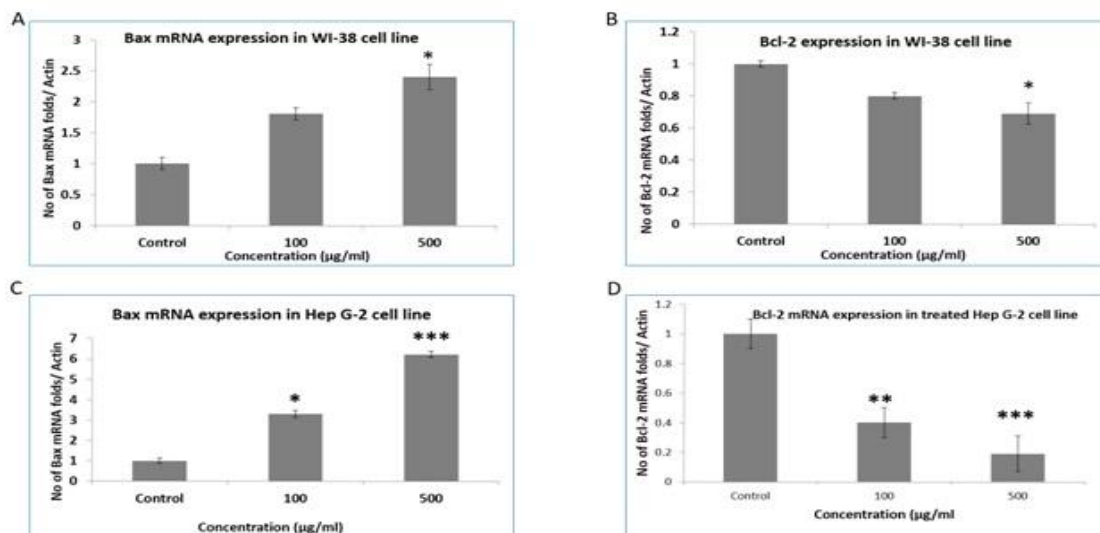 A
Bax mRNA expression in WI-38 cell line
No of Bax mRNA folds/ Actin
3
2.5
2
1.5
1
0.5
0
*
Control 100 500
Concentration (µg/ml)
B
Bcl-2 expression in WI-38 cell line
No of Bcl-2 mRNA folds/ Actin
1.2
1
0.8
0.6
0.4
0.2
0
*
Control 100 500
Concentration (µg/ml)
C
Bax mRNA expression in Hep G-2 cell line
No of Bax mRNA folds/ Actin
7
6
5
4
3
2
1
0
*
***
Control 100 500
Concentration (µg/ml)
D
Bcl-2 mRNA expression in treated Hep G-2 cell line
No of Bcl-2 mRNA folds/ Actin
1.2
1
0.8
0.6
0.4
0.2
0
**
***
Control 100 500
Concentration (µg/ml